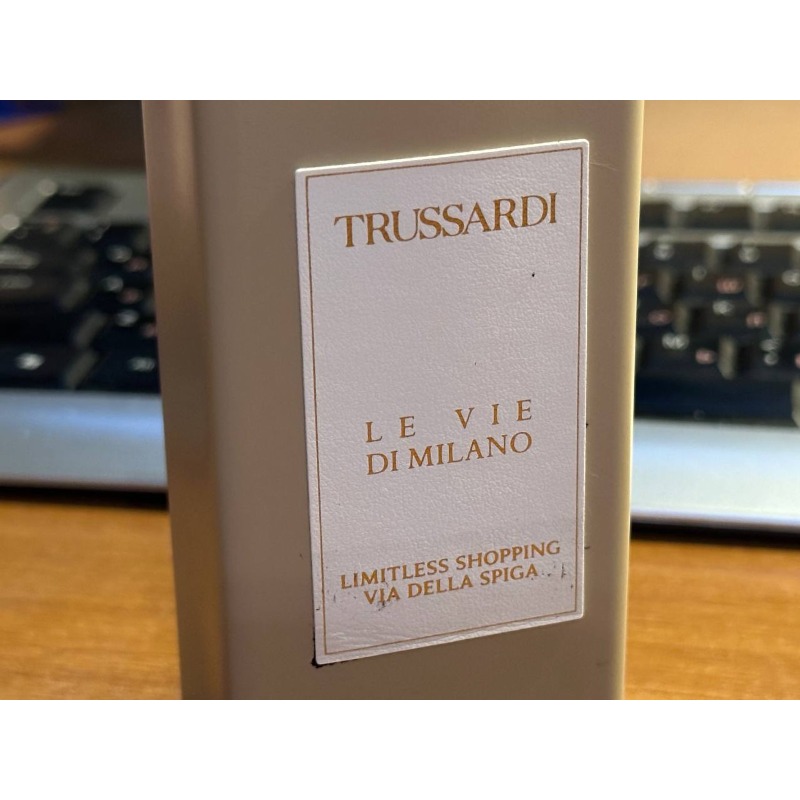 TRUSSARDI
LE VIE
DI MILANO
LIMITLESS SHOPPING
VIA DELLA SPIGA